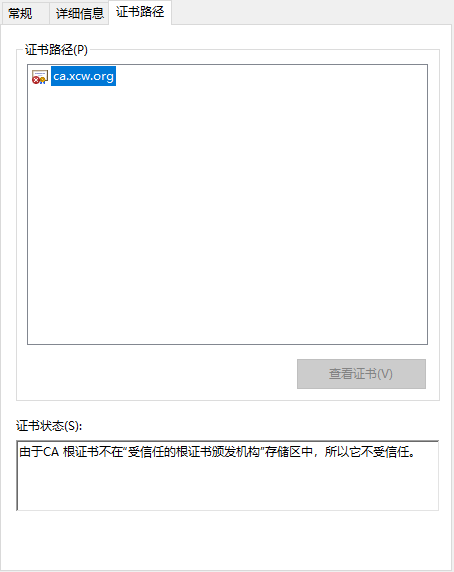 常规 详细信息 证书路径
证书路径(P)
ca.xcw.org
查看证书(V)
证书状态(S):
由于CA 根证书不在“受信任的根证书颁发机构”存储区中，所以它不受信任。